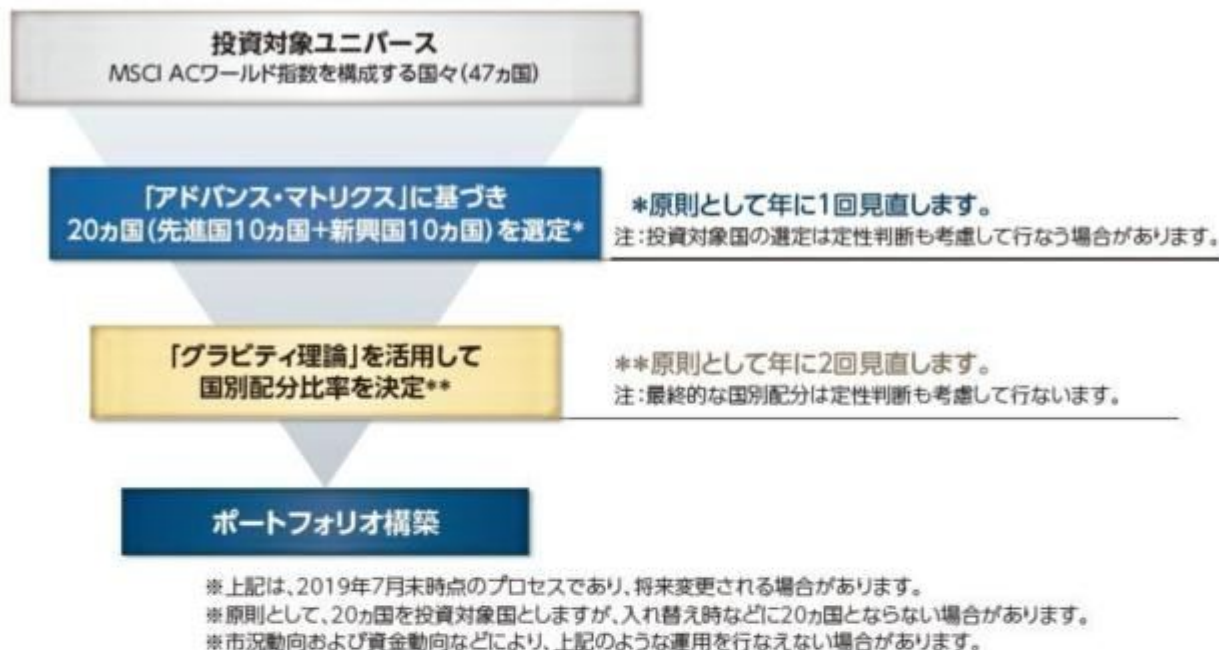 投資対象ユニバース
MSCI ACワールド指数を構成する国々(47ヵ国)
「アドバンス・マトリクス」に基づき
20ヵ国(先進国10ヵ国+新興国10ヵ国)を選定*
*原則として年に1回見直します。
注:投資対象国の選定は定性判断も考慮して行なう場合があります。
「グラビティ理論」を活用して
国別配分比率を決定**
**原則として年に2回見直します。
注:最終的な国別配分は定性判断も考慮して行ないます。
ポートフォリオ構築
※上記は、2019年7月末時点のプロセスであり、将来変更される場合があります。
※原則として、20ヵ国を投資対象国としますが、入れ替え時などに20ヵ国とならない場合があります。
※市況動向および資金動向などにより、上記のような運用を行なえない場合があります。